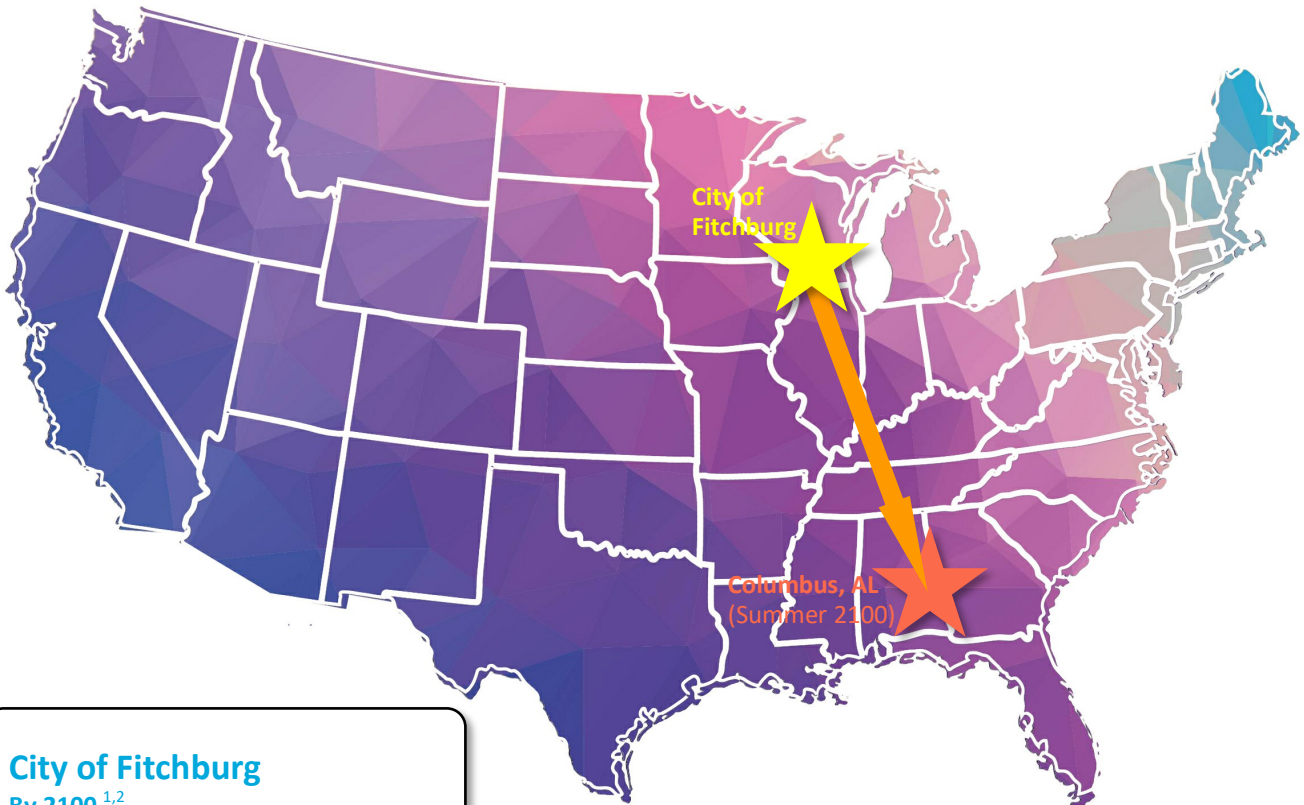 City of
Fitchburg
Columbus, AL
(Summer 2100)
City of Fitchburg
By 2100 1,2